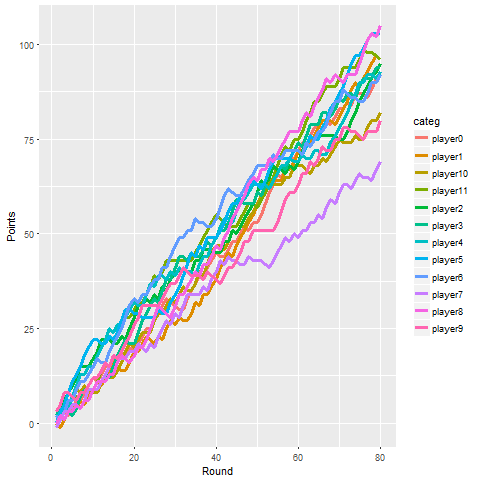 100
75
50
25
0
Points
0
20
40
60
80
Round
categ
player0
player1
player10
player11
player2
player3
player4
player5
player6
player7
player8
player9